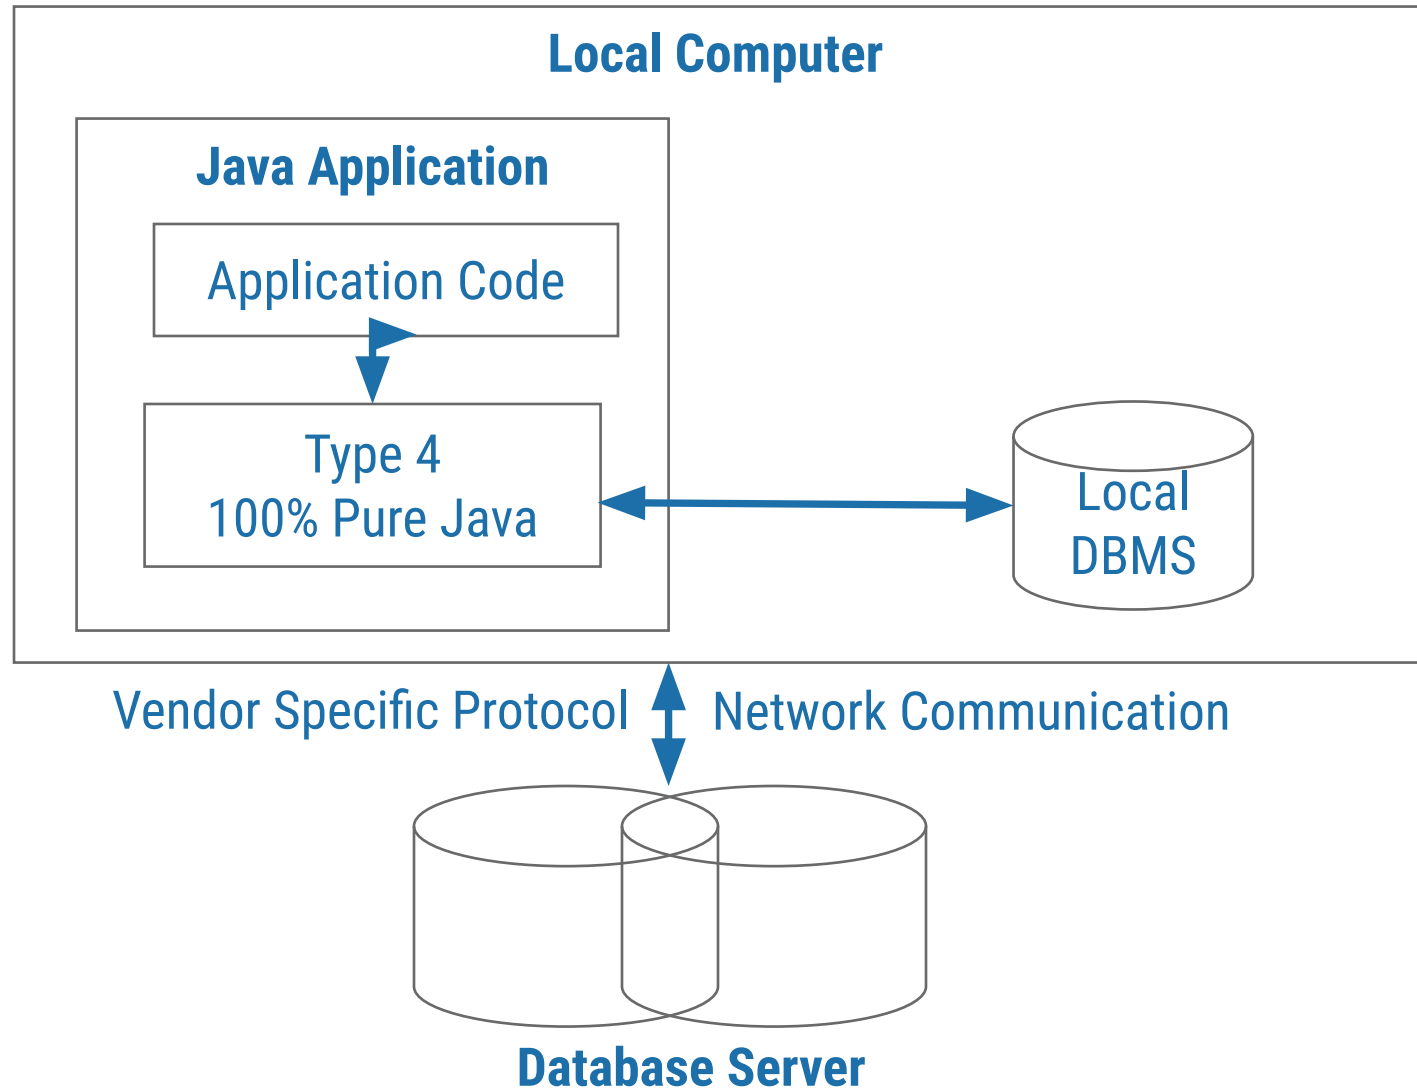 Local Computer
Java Application
Application Code
Type 4
100% Pure Java
Local
DBMS
Vendor Specific Protocol
Network Communication
Database Server